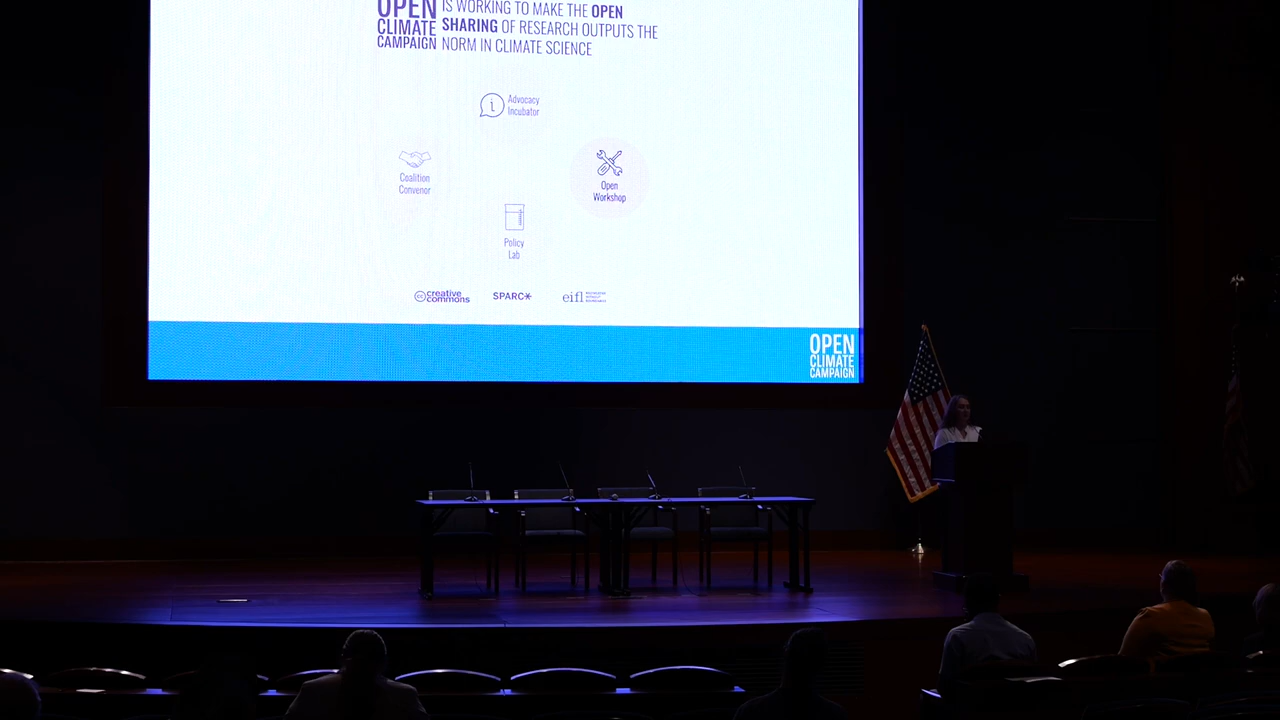 OPEN
CLIMATE
CAMPAIGN
IS WORKING TO MAKE THE OPEN
SHARING OF RESEARCH OUTPUTS THE
NORM IN CLIMATE SCIENCE
Advocacy
Incubator
Coalition
Convenor
Open
Workshop
Policy
Lab
cc creative
commons
SPARC*
eifl
OPEN
CLIMATE
CAMPAIGN